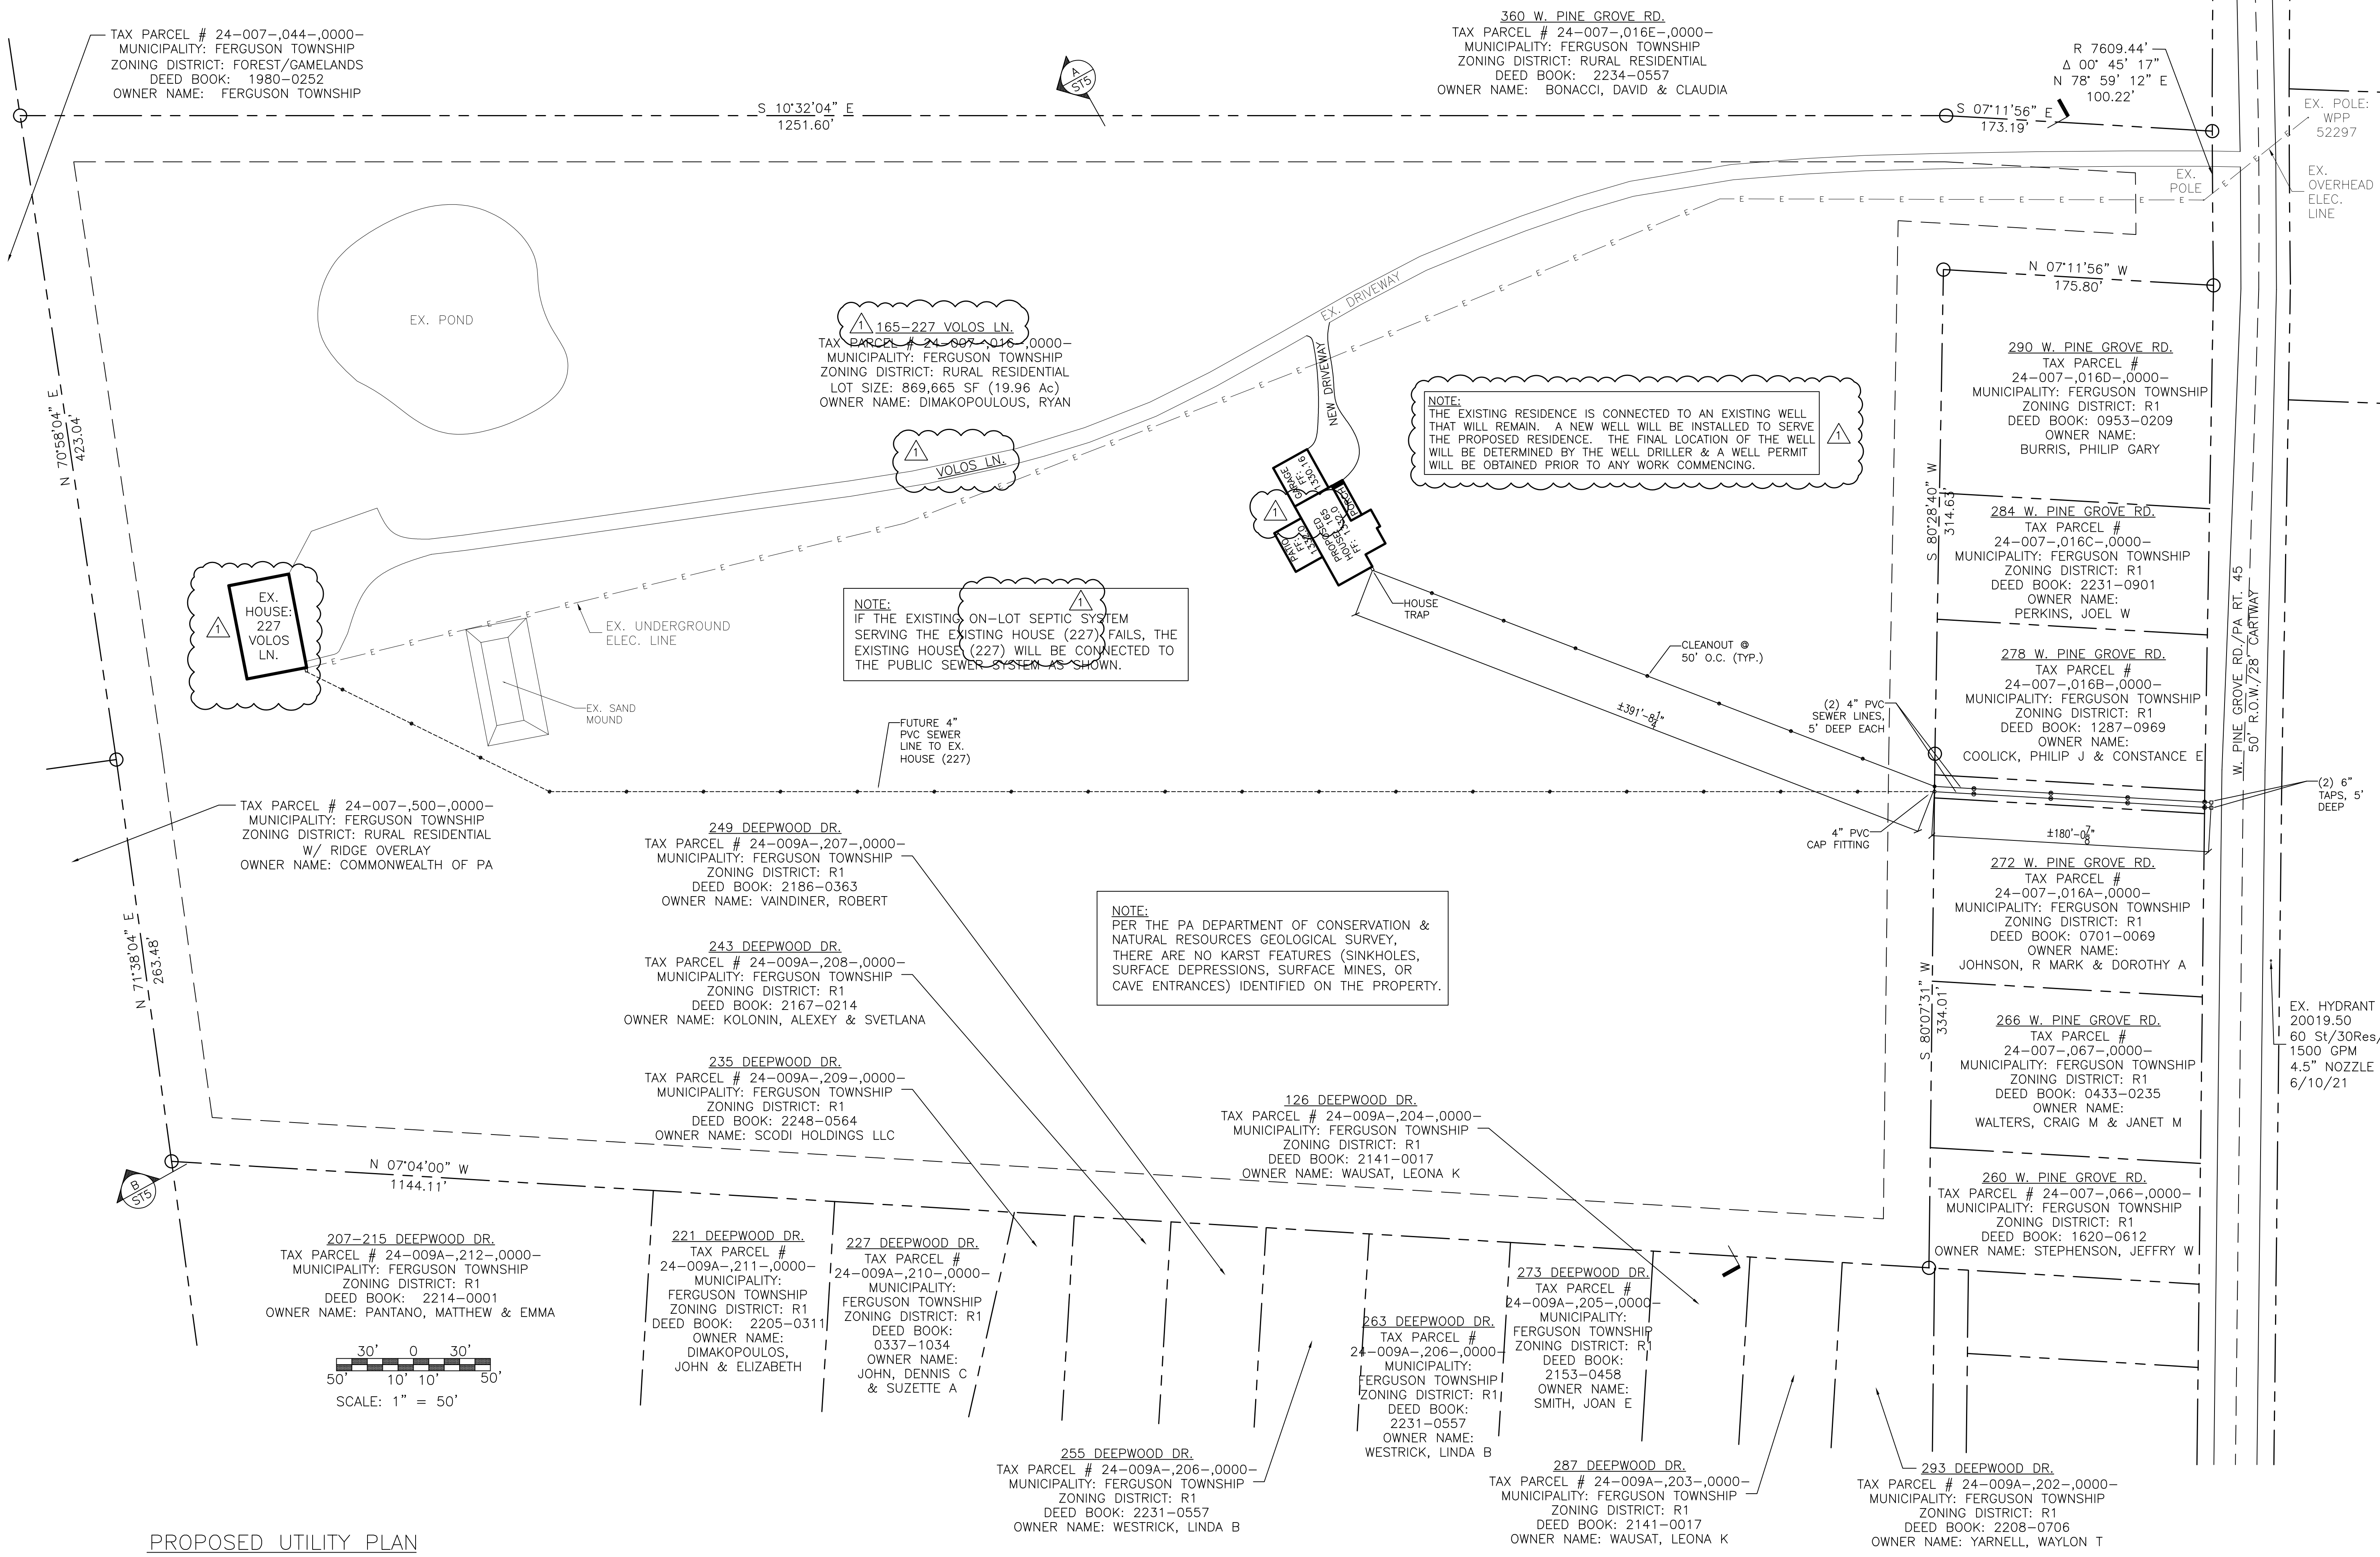 TAX PARCEL # 24-007-,044-,0000-
MUNICIPALITY: FERGUSON TOWNSHIP
ZONING DISTRICT: FOREST/GAMELANDS
DEED BOOK: 1980-0252
OWNER NAME: FERGUSON TOWNSHIP
S 10°32'04" E
1251.60'
A
ST5
360 W. PINE GROVE RD.
TAX PARCEL # 24-007-,016E-,0000-
MUNICIPALITY: FERGUSON TOWNSHIP
ZONING DISTRICT: RURAL RESIDENTIAL
DEED BOOK: 2234-0557
OWNER NAME: BONACCI, DAVID & CLAUDIA
S 07°11'56" E
173.19'
R 7609.44'
Δ 00° 45' 17"
N 78° 59' 12" E
100.22'
EX. POLE:
WPP
52297
EX.
OVERHEAD
ELEC.
LINE
EX.
POLE
N 07°11'56" W
175.80'
EX. POND
1
165-227 VOLOS LN.
TAX PARCEL # 24-007-,016-,0000-
MUNICIPALITY: FERGUSON TOWNSHIP
ZONING DISTRICT: RURAL RESIDENTIAL
LOT SIZE: 869,665 SF (19.96 Ac)
OWNER NAME: DIMAKOPOULOUS, RYAN
1
VOLOS LN.
EX. DRIVEWAY
NEW DRIVEWAY
NOTE:
THE EXISTING RESIDENCE IS CONNECTED TO AN EXISTING WELL
THAT WILL REMAIN. A NEW WELL WILL BE INSTALLED TO SERVE
THE PROPOSED RESIDENCE. THE FINAL LOCATION OF THE WELL
WILL BE DETERMINED BY THE WELL DRILLER & A WELL PERMIT
WILL BE OBTAINED PRIOR TO ANY WORK COMMENCING.
1
GARAGE
FF:
1330.16
PORCH
1
PROPOSED
HOUSE: 165
FF: 1332.0
PATIO
FF:
HOUSE
TRAP
CLEANOUT @
50' O.C. (TYP.)
±391'-8 1/4"
(2) 4" PVC
SEWER LINES,
5' DEEP EACH
290 W. PINE GROVE RD.
TAX PARCEL #
24-007-,016D-,0000-
MUNICIPALITY: FERGUSON TOWNSHIP
ZONING DISTRICT: R1
DEED BOOK: 0953-0209
OWNER NAME:
BURRIS, PHILIP GARY
S 80°28'40" W
314.63'
284 W. PINE GROVE RD.
TAX PARCEL #
24-007-,016C-,0000-
MUNICIPALITY: FERGUSON TOWNSHIP
ZONING DISTRICT: R1
DEED BOOK: 2231-0901
OWNER NAME:
PERKINS, JOEL W
278 W. PINE GROVE RD.
TAX PARCEL #
24-007-,016B-,0000-
MUNICIPALITY: FERGUSON TOWNSHIP
ZONING DISTRICT: R1
DEED BOOK: 1287-0969
OWNER NAME:
COOLICK, PHILIP J & CONSTANCE E
W. PINE GROVE RD./PA RT. 45
50' R.O.W./28' CARTWAY
(2) 6"
TAPS, 5'
DEEP
4" PVC
CAP FITTING
±180'-0 7/8"
272 W. PINE GROVE RD.
TAX PARCEL #
24-007-,016A-,0000-
MUNICIPALITY: FERGUSON TOWNSHIP
ZONING DISTRICT: R1
DEED BOOK: 0701-0069
OWNER NAME:
JOHNSON, R MARK & DOROTHY A
S 80°07'31" W
334.01'
266 W. PINE GROVE RD.
TAX PARCEL #
24-007-,067-,0000-
MUNICIPALITY: FERGUSON TOWNSHIP
ZONING DISTRICT: R1
DEED BOOK: 0433-0235
OWNER NAME:
WALTERS, CRAIG M & JANET M
EX. HYDRANT
20019.50
60 St/30Res/
1500 GPM
4.5" NOZZLE
6/10/21
260 W. PINE GROVE RD.
TAX PARCEL # 24-007-,066-,0000-
MUNICIPALITY: FERGUSON TOWNSHIP
ZONING DISTRICT: R1
DEED BOOK: 1620-0612
OWNER NAME: STEPHENSON, JEFFRY W
N 70°58'04" E
423.04'
1
EX.
HOUSE:
227
VOLOS
LN.
EX. UNDERGROUND
ELEC. LINE
EX. SAND
MOUND
1
NOTE:
IF THE EXISTING ON-LOT SEPTIC SYSTEM
SERVING THE EXISTING HOUSE (227) FAILS, THE
EXISTING HOUSE (227) WILL BE CONNECTED TO
THE PUBLIC SEWER SYSTEM AS SHOWN.
FUTURE 4"
PVC SEWER
LINE TO EX.
HOUSE (227)
TAX PARCEL # 24-007-,500-,0000-
MUNICIPALITY: FERGUSON TOWNSHIP
ZONING DISTRICT: RURAL RESIDENTIAL
W/ RIDGE OVERLAY
OWNER NAME: COMMONWEALTH OF PA
N 71°38'04" E
263.48'
249 DEEPWOOD DR.
TAX PARCEL # 24-009A-,207-,0000-
MUNICIPALITY: FERGUSON TOWNSHIP
ZONING DISTRICT: R1
DEED BOOK: 2186-0363
OWNER NAME: VAINDINER, ROBERT
243 DEEPWOOD DR.
TAX PARCEL # 24-009A-,208-,0000-
MUNICIPALITY: FERGUSON TOWNSHIP
ZONING DISTRICT: R1
DEED BOOK: 2167-0214
OWNER NAME: KOLONIN, ALEXEY & SVETLANA
235 DEEPWOOD DR.
TAX PARCEL # 24-009A-,209-,0000-
MUNICIPALITY: FERGUSON TOWNSHIP
ZONING DISTRICT: R1
DEED BOOK: 2248-0564
OWNER NAME: SCODI HOLDINGS LLC
NOTE:
PER THE PA DEPARTMENT OF CONSERVATION &
NATURAL RESOURCES GEOLOGICAL SURVEY,
THERE ARE NO KARST FEATURES (SINKHOLES,
SURFACE DEPRESSIONS, SURFACE MINES, OR
CAVE ENTRANCES) IDENTIFIED ON THE PROPERTY.
126 DEEPWOOD DR.
TAX PARCEL # 24-009A-,204-,0000-
MUNICIPALITY: FERGUSON TOWNSHIP
ZONING DISTRICT: R1
DEED BOOK: 2141-0017
OWNER NAME: WAUSAT, LEONA K
B
ST5
N 07°04'00" W
1144.11'
207-215 DEEPWOOD DR.
TAX PARCEL # 24-009A-,212-,0000-
MUNICIPALITY: FERGUSON TOWNSHIP
ZONING DISTRICT: R1
DEED BOOK: 2214-0001
OWNER NAME: PANTANO, MATTHEW & EMMA
221 DEEPWOOD DR.
TAX PARCEL #
24-009A-,211-,0000-
MUNICIPALITY:
FERGUSON TOWNSHIP
ZONING DISTRICT: R1
DEED BOOK: 2205-0311
OWNER NAME:
DIMAKOPOULOS,
JOHN & ELIZABETH
227 DEEPWOOD DR.
TAX PARCEL #
24-009A-,210-,0000-
MUNICIPALITY:
FERGUSON TOWNSHIP
ZONING DISTRICT: R1
DEED BOOK:
0337-1034
OWNER NAME:
JOHN, DENNIS C
& SUZETTE A
263 DEEPWOOD DR.
TAX PARCEL #
24-009A-,206-,0000-
MUNICIPALITY:
FERGUSON TOWNSHIP
ZONING DISTRICT: R1
DEED BOOK:
2231-0557
OWNER NAME:
WESTRICK, LINDA B
273 DEEPWOOD DR.
TAX PARCEL #
24-009A-,205-,0000-
MUNICIPALITY:
FERGUSON TOWNSHIP
ZONING DISTRICT: R1
DEED BOOK:
2153-0458
OWNER NAME:
SMITH, JOAN E
255 DEEPWOOD DR.
TAX PARCEL # 24-009A-,206-,0000-
MUNICIPALITY: FERGUSON TOWNSHIP
ZONING DISTRICT: R1
DEED BOOK: 2231-0557
OWNER NAME: WESTRICK, LINDA B
287 DEEPWOOD DR.
TAX PARCEL # 24-009A-,203-,0000-
MUNICIPALITY: FERGUSON TOWNSHIP
ZONING DISTRICT: R1
DEED BOOK: 2141-0017
OWNER NAME: WAUSAT, LEONA K
293 DEEPWOOD DR.
TAX PARCEL # 24-009A-,202-,0000-
MUNICIPALITY: FERGUSON TOWNSHIP
ZONING DISTRICT: R1
DEED BOOK: 2208-0706
OWNER NAME: YARNELL, WAYLON T
30' 0 30'
50' 10' 10' 50'
SCALE: 1" = 50'
PROPOSED UTILITY PLAN